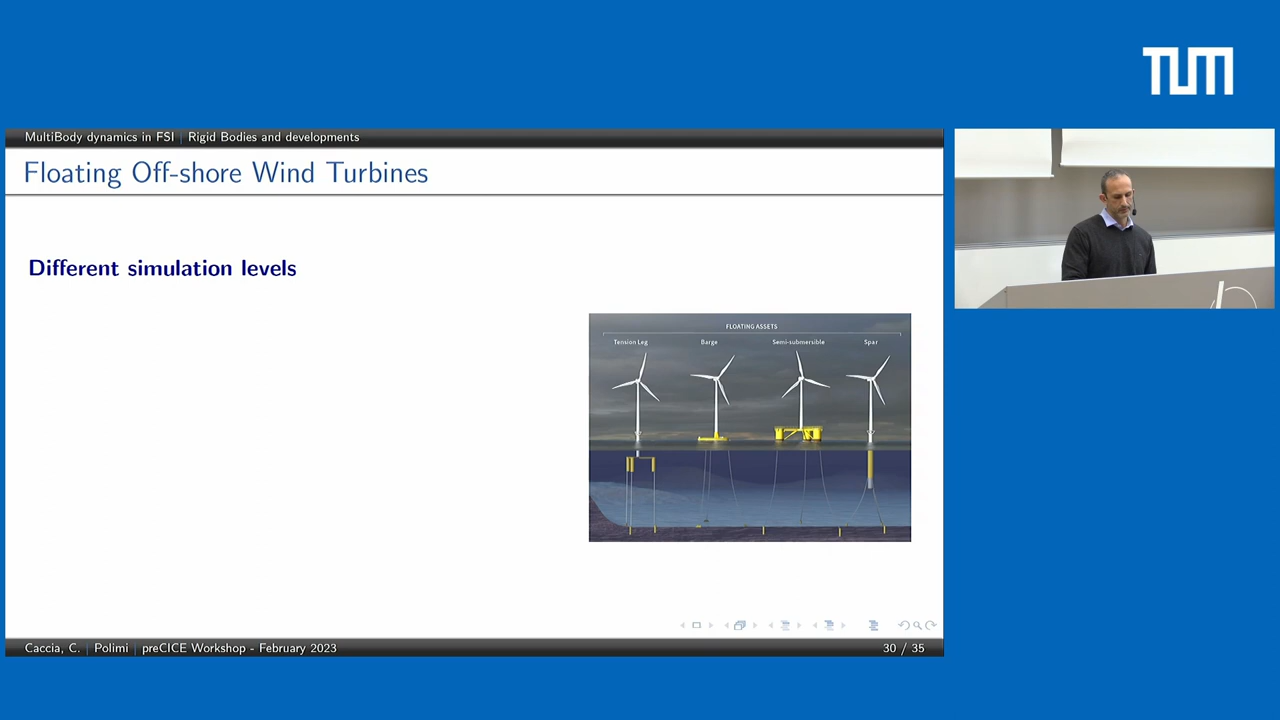 TUM
MultiBody dynamics in FSI | Rigid Bodies and developments
Floating Off-shore Wind Turbines
Different simulation levels
FLOATING ASSETS
Tension Leg Barge Semi-submersible Spar
Caccia, C. | Polimi | preCICE Workshop - February 2023 30 / 35